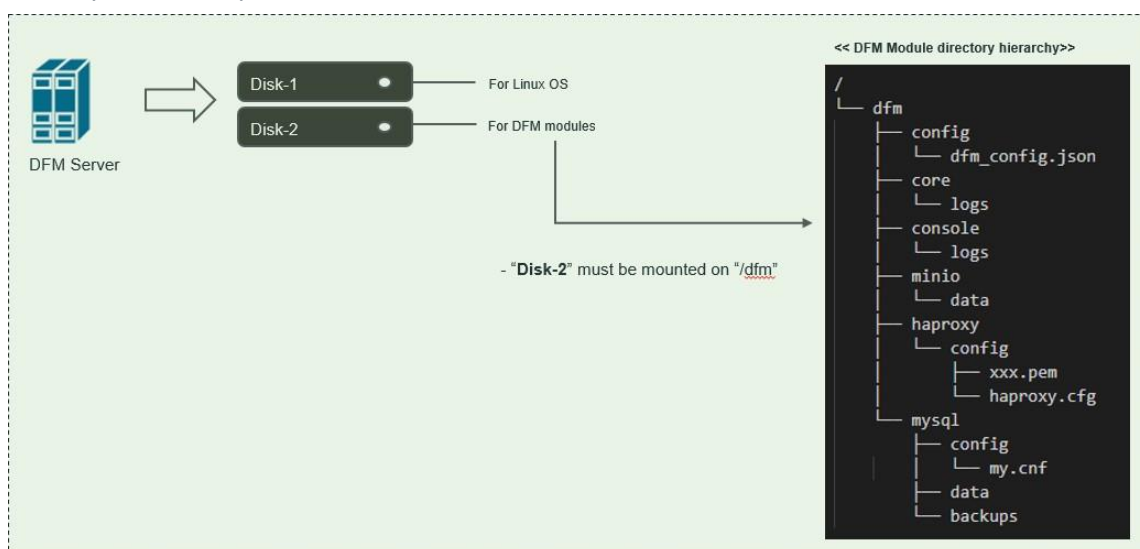 << DFM Module directory hierarchy>>
Disk-1
For Linux OS
Disk-2
For DFM modules
DFM Server
- “Disk-2” must be mounted on “/dfm”
/
└── dfm
├── config
│ └── dfm_config.json
├── core
│ └── logs
├── console
│ └── logs
├── minio
│ └── data
├── haproxy
│ └── config
│ ├── xxx.pem
│ └── haproxy.cfg
└── mysql
├── config
│ └── my.cnf
├── data
└── backups